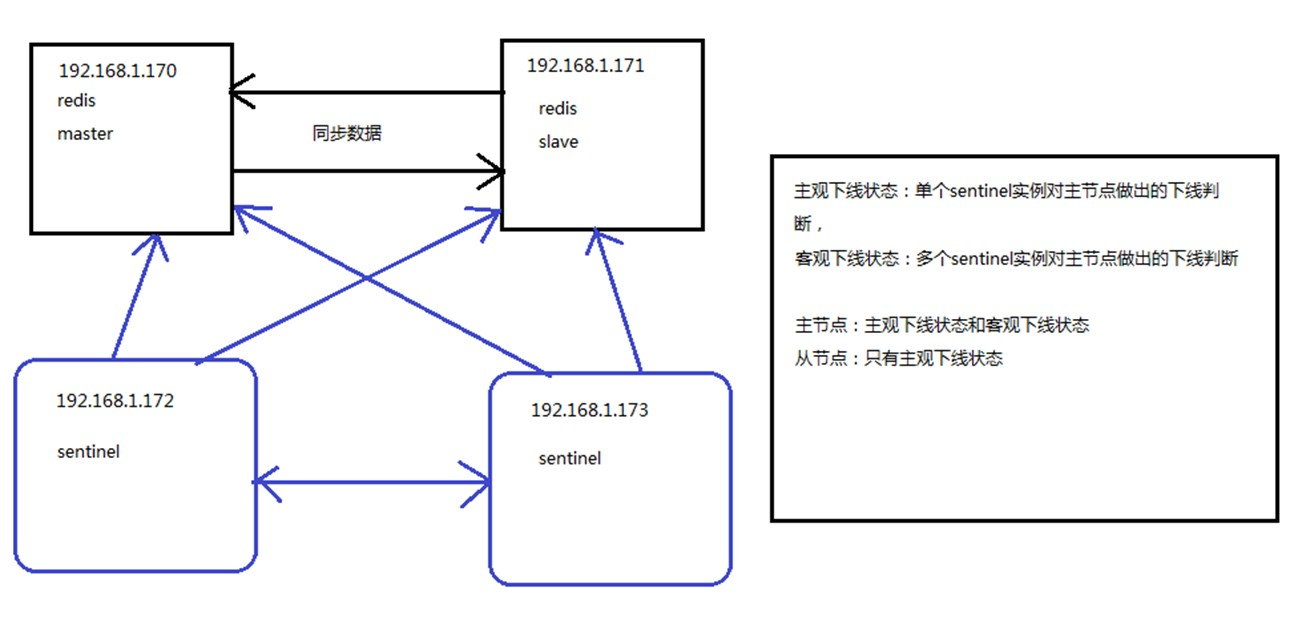 192.168.1.170
redis
master
同步数据
192.168.1.171
redis
slave
192.168.1.172
sentinel
192.168.1.173
sentinel
主观下线状态：单个sentinel实例对主节点做出的下线判
断，
客观下线状态：多个sentinel实例对主节点做出的下线判断
主节点：主观下线状态和客观下线状态
从节点：只有主观下线状态